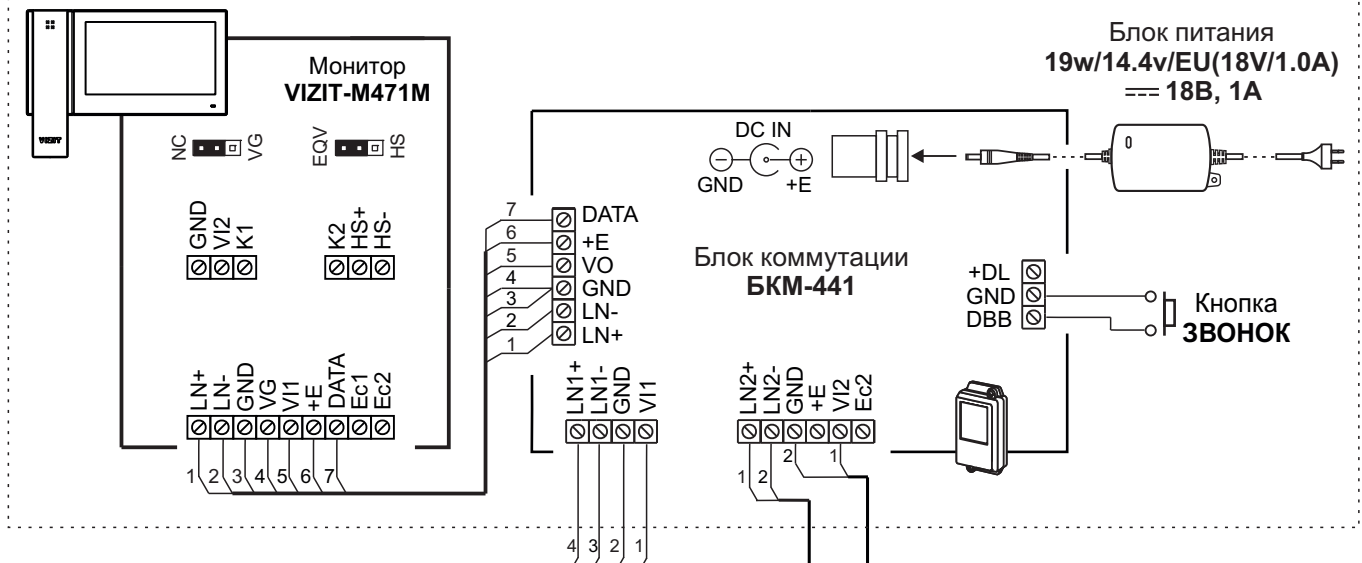 Блок питания
19w/14.4v/EU(18V/1.0A)
18В, 1А
Монитор
VIZIT-M471M
VIZIT
NC
VG
EQV
HS
DC IN
GND
+E
GND
VI2
K1
K2
HS+
HS-
7
DATA
6
+E
5
VO
4
GND
3
2
LN-
1
LN+
Блок коммутации
БКМ-441
+DL
GND
DBB
Кнопка
ЗВОНОК
LN+
LN-
GND
VG
VI1
+E
DATA
Ec1
Ec2
1
2
3
4
5
6
7
LN1+
LN1-
GND
VI1
LN2+
LN2-
GND
+E
VI2
Ec2
1
2
2
1
4
3
2
1